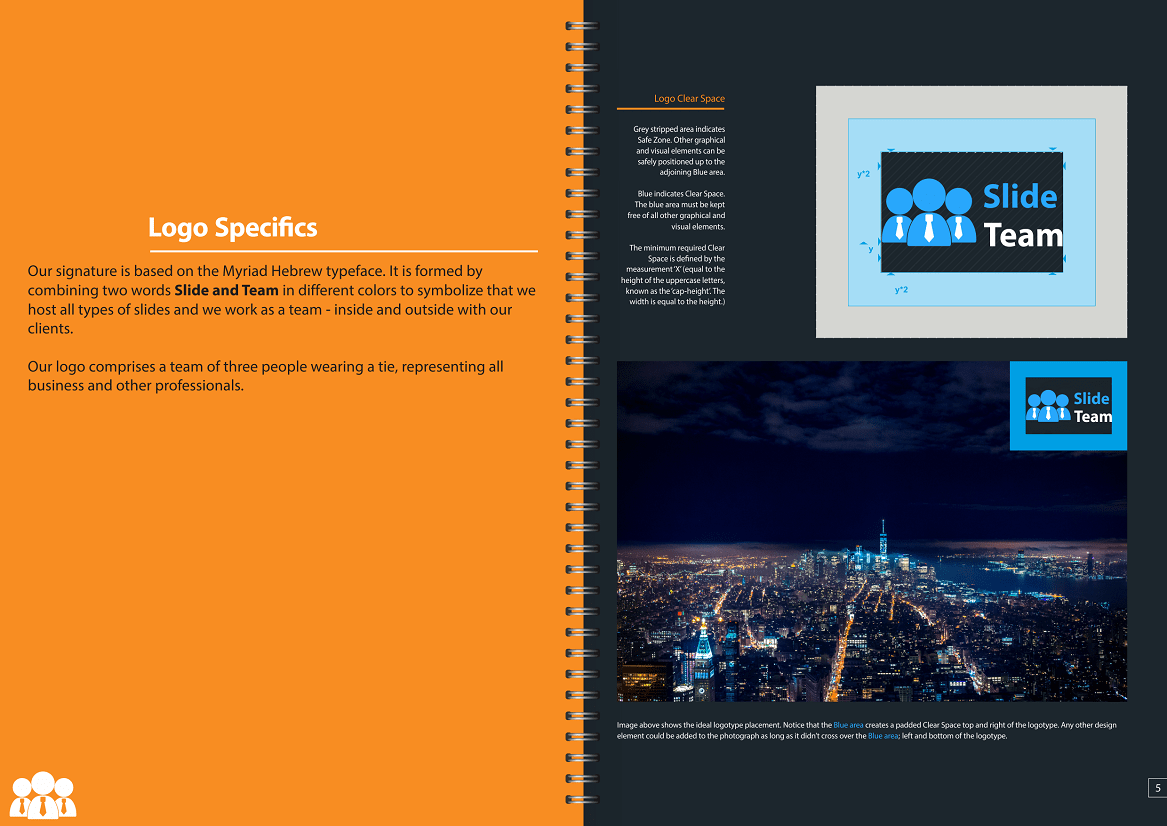 Logo Specifics
Our signature is based on the Myriad Hebrew typeface. It is formed by
combining two words Slide and Team in different colors to symbolize that we
host all types of slides and we work as a team - inside and outside with our
clients.
Our logo comprises a team of three people wearing a tie, representing all
business and other professionals.
Logo Clear Space
Grey stripped area indicates
Safe Zone. Other graphical
and visual elements can be
safely positioned up to the
adjoining Blue area.
Blue indicates Clear Space.
The blue area must be kept
free of all other graphical and
visual elements.
The minimum required Clear
Space is defined by the
measurement 'X' (equal to the
height of the uppercase letters,
known as the 'cap-height'. The
width is equal to the height.)
y*2
y
y*2
Slide
Team
Slide
Team
Image above shows the ideal logotype placement. Notice that the Blue area creates a padded Clear Space top and right of the logotype. Any other design
element could be added to the photograph as long as it didn't cross over the Blue area; left and bottom of the logotype.
5